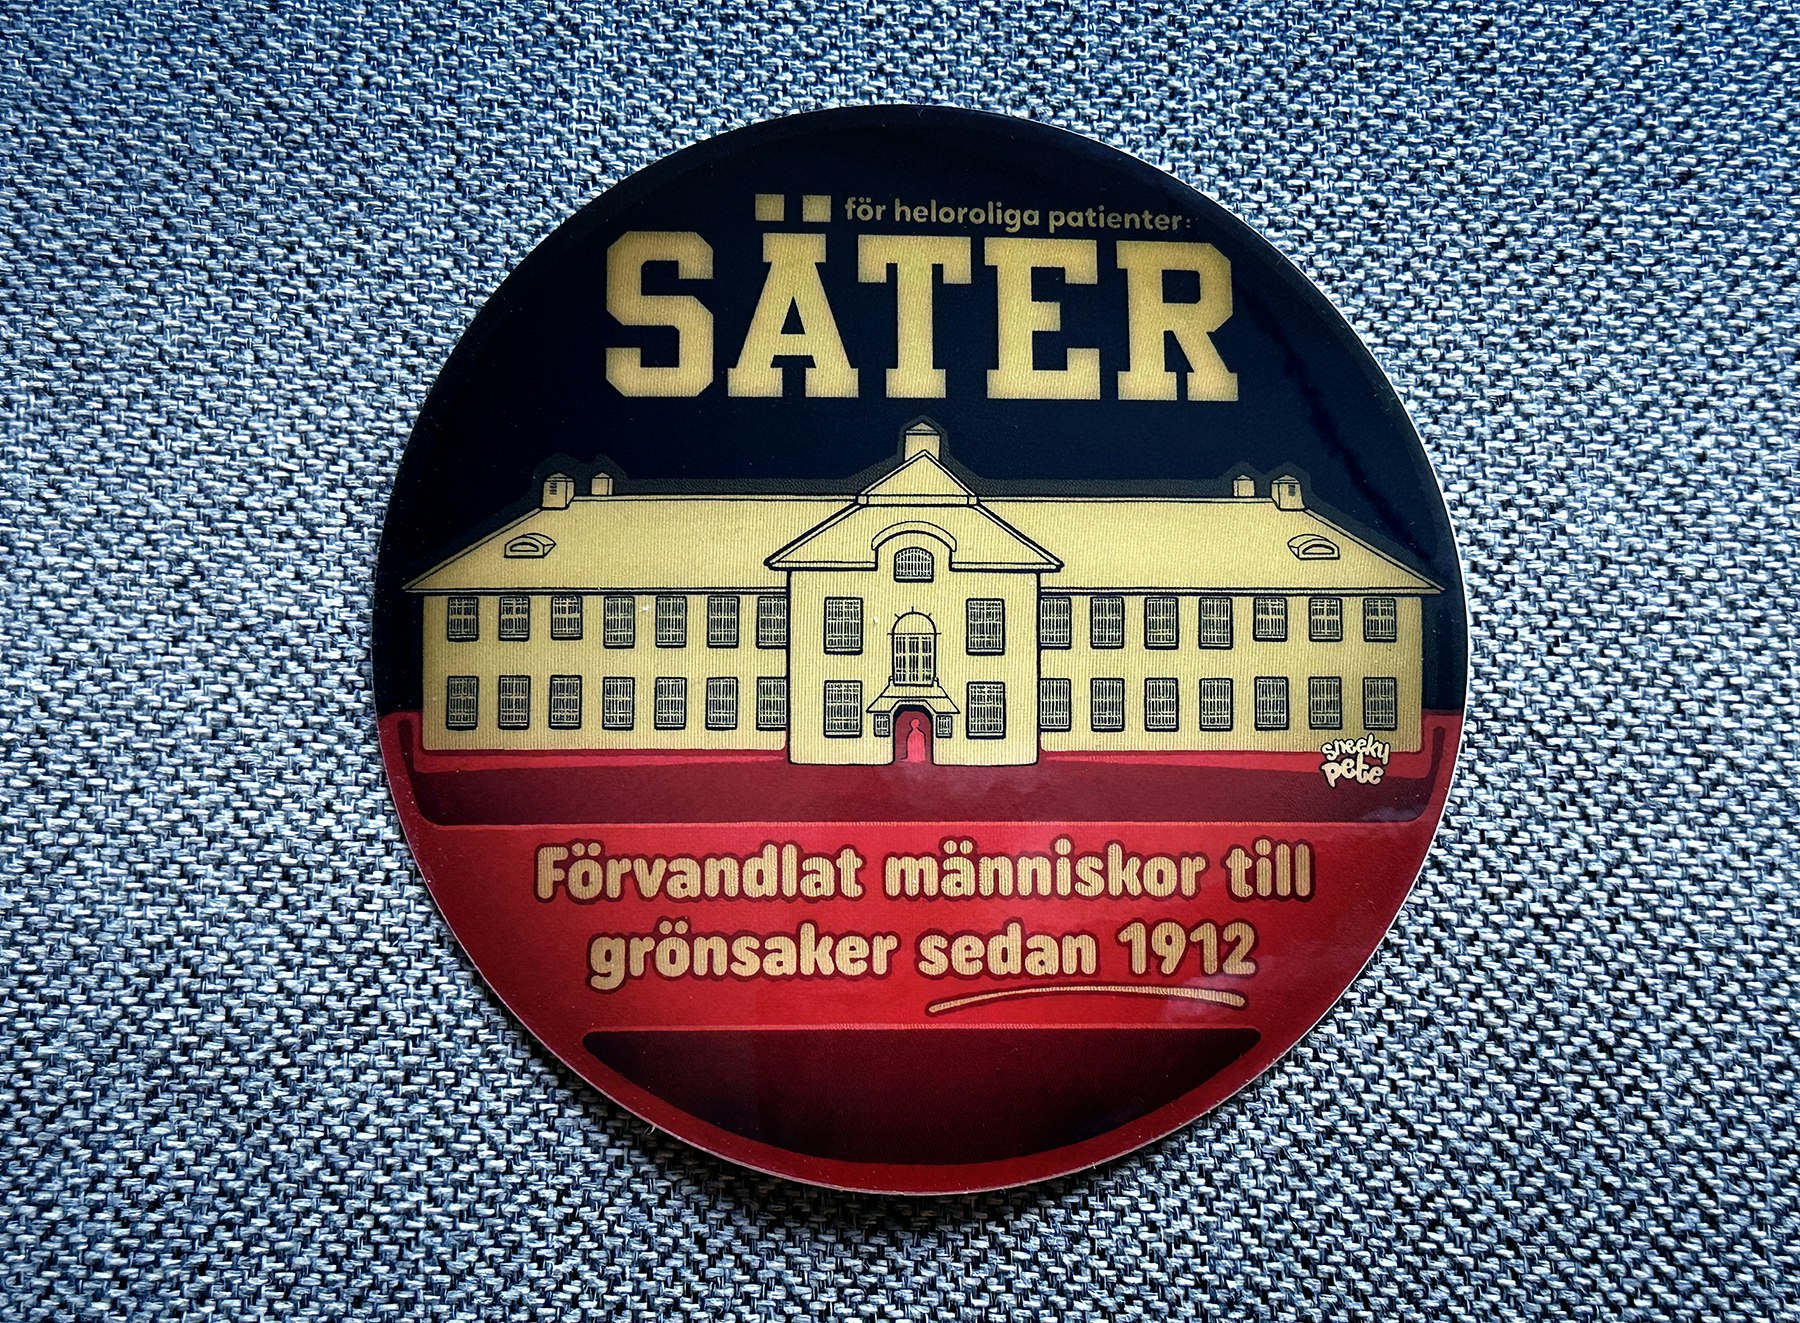 för heloroliga patienter:
SÄTER
sneeky
pete
Förvandlat människor till
grönsaker sedan 1912